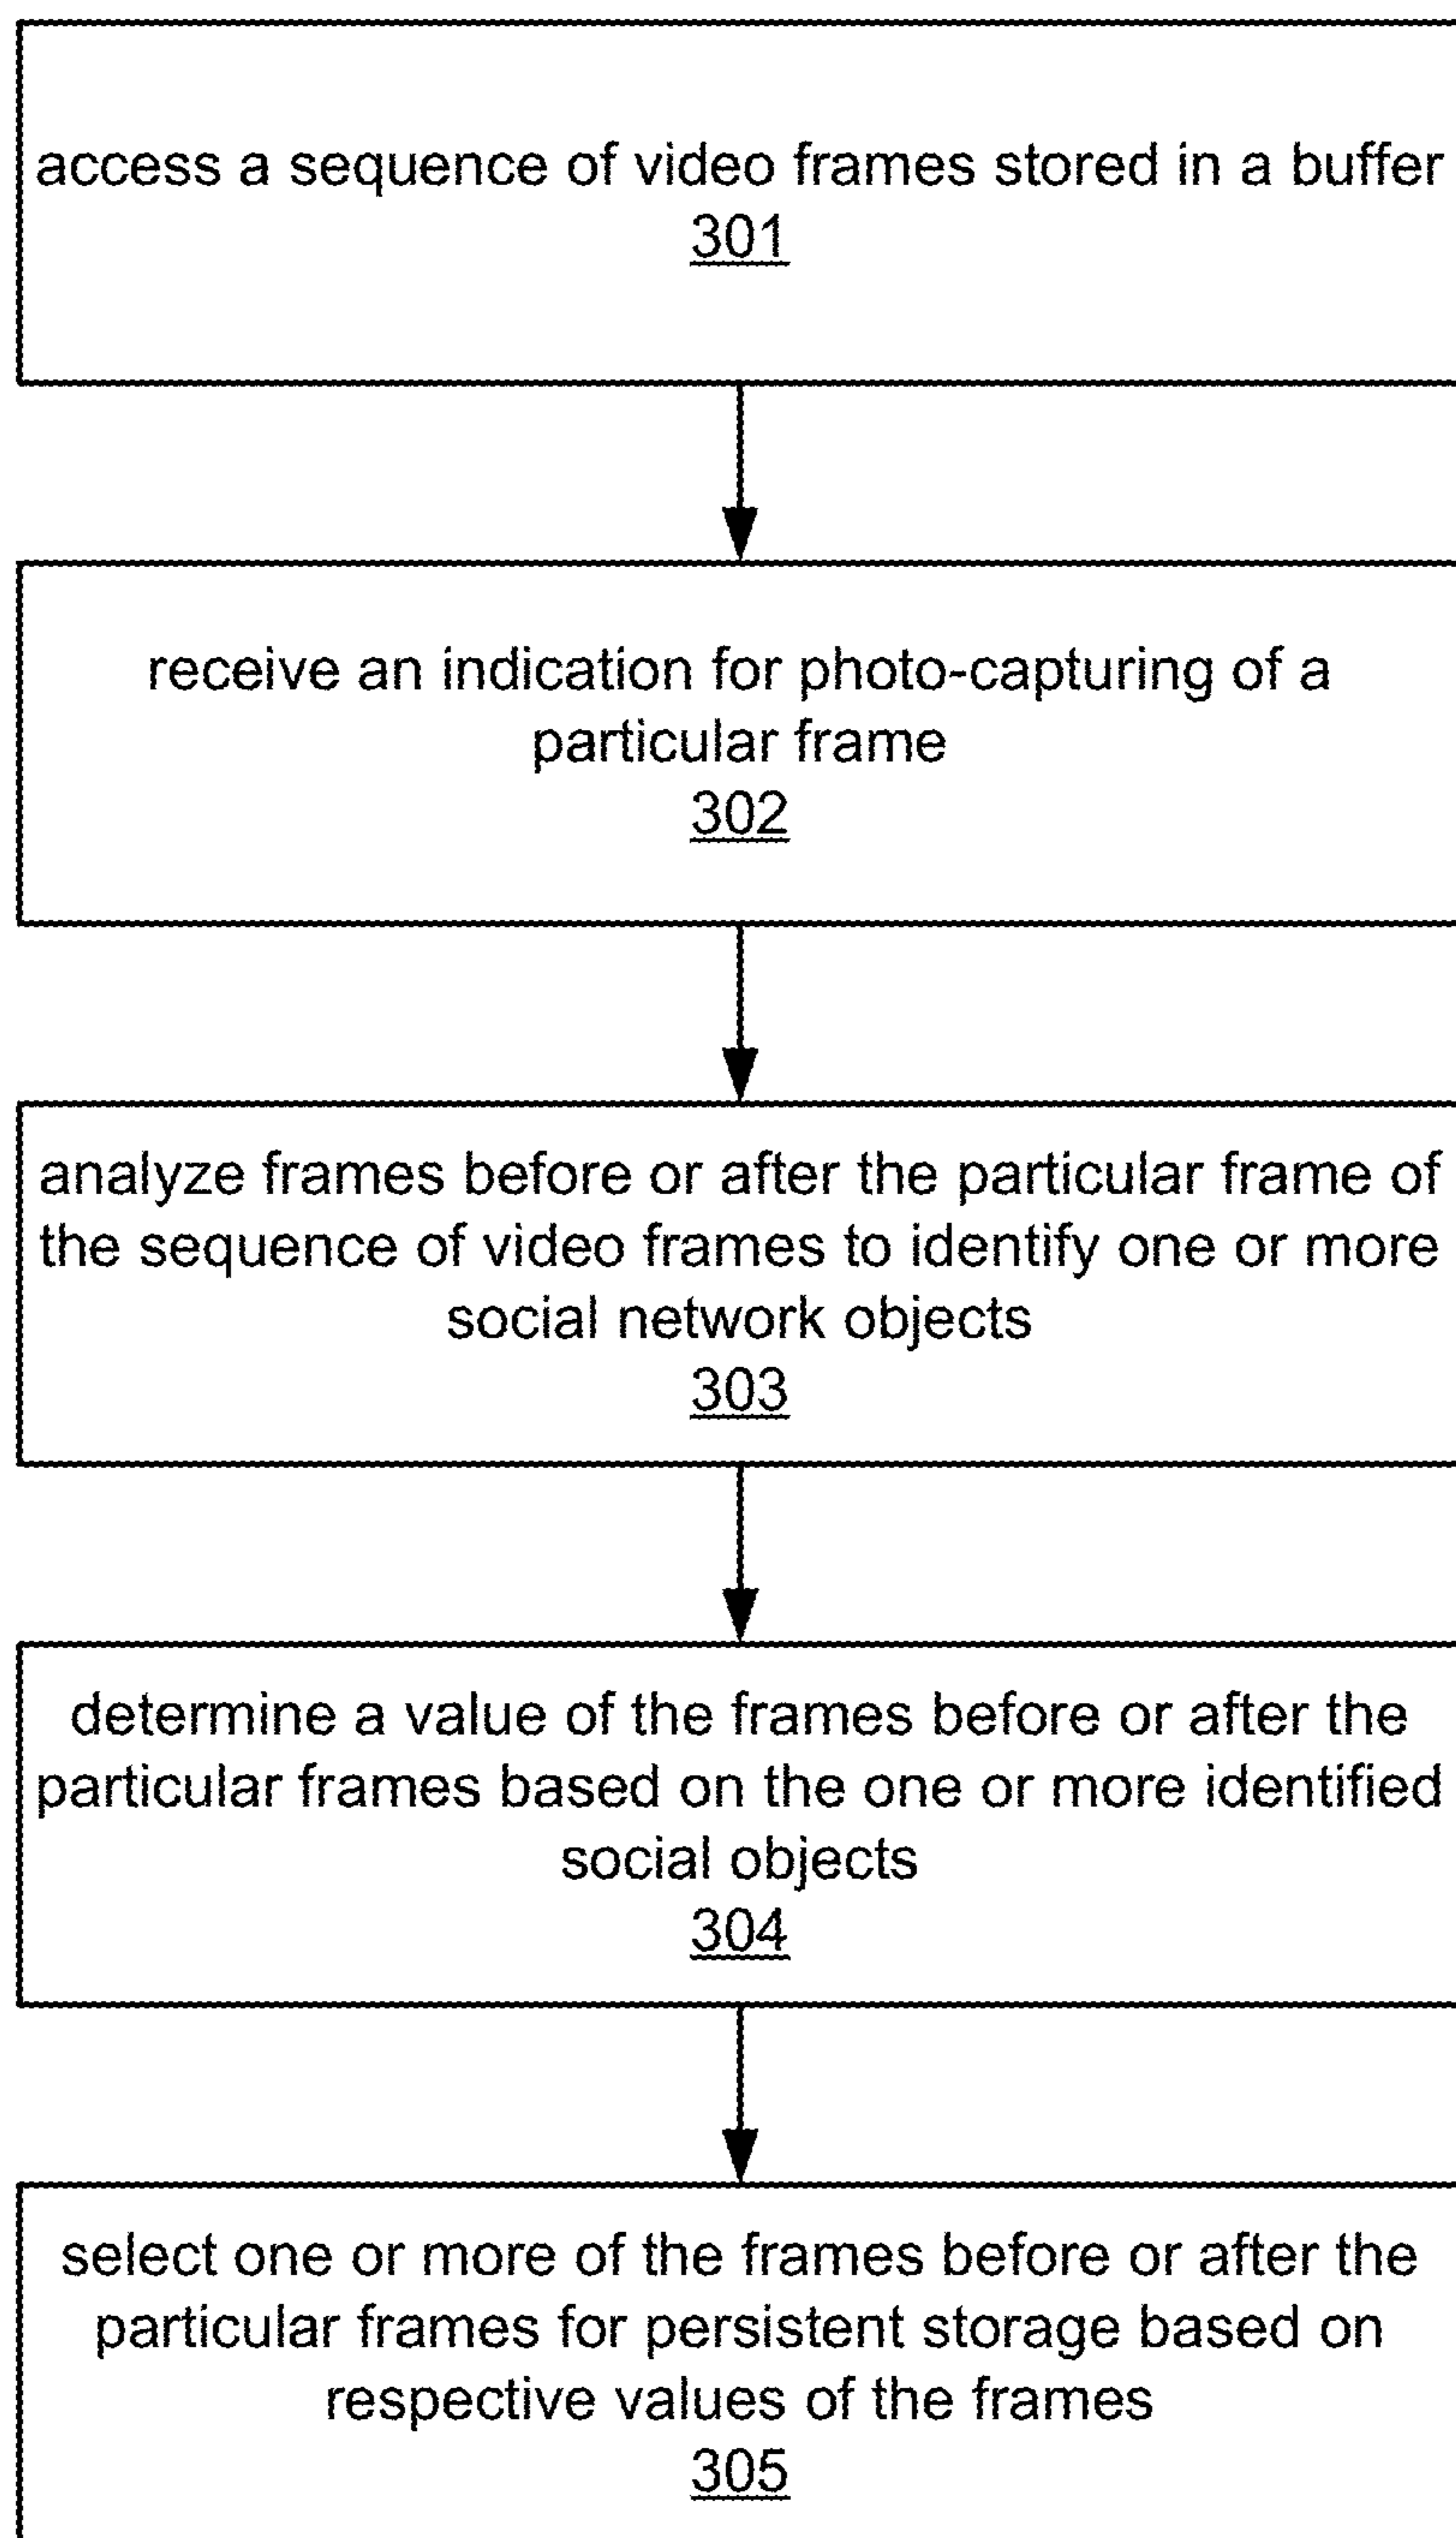 access a sequence of video frames stored in a buffer
301
receive an indication for photo-capturing of a
particular frame
302
analyze frames before or after the particular frame of
the sequence of video frames to identify one or more
social network objects
303
determine a value of the frames before or after the
particular frames based on the one or more identified
social objects
304
select one or more of the frames before or after the
particular frames for persistent storage based on
respective values of the frames
305